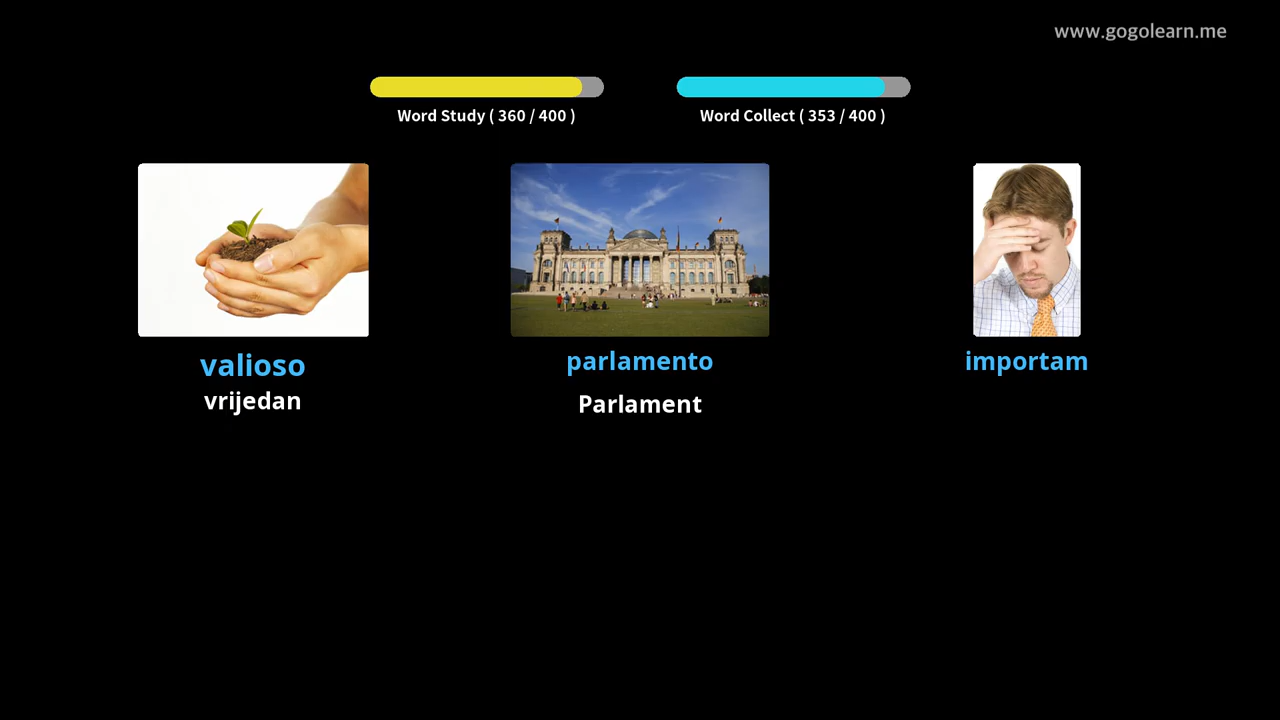 www.gogolearn.me
Word Study ( 360 / 400 )
Word Collect ( 353 / 400 )
valioso
vrijedan
parlamento
Parlament
importam